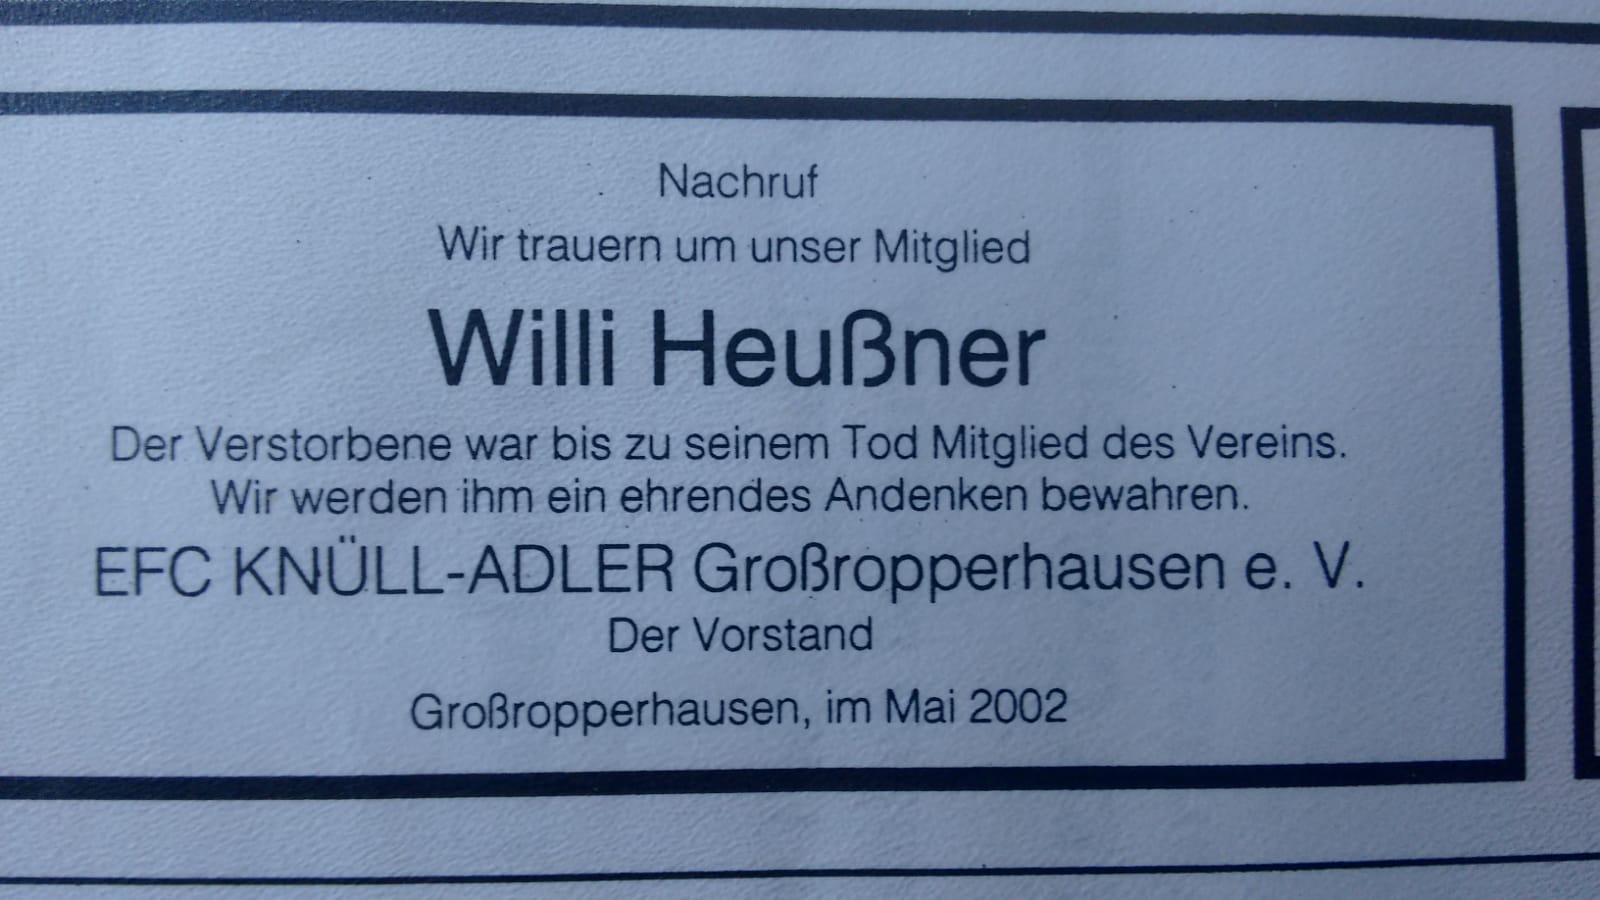 Nachruf
Wir trauern um unser Mitglied
Willi Heußner
Der Verstorbene war bis zu seinem Tod Mitglied des Vereins.
Wir werden ihm ein ehrendes Andenken bewahren.
EFC KNÜLL-ADLER Großropperhausen e. V.
Der Vorstand
Großropperhausen, im Mai 2002